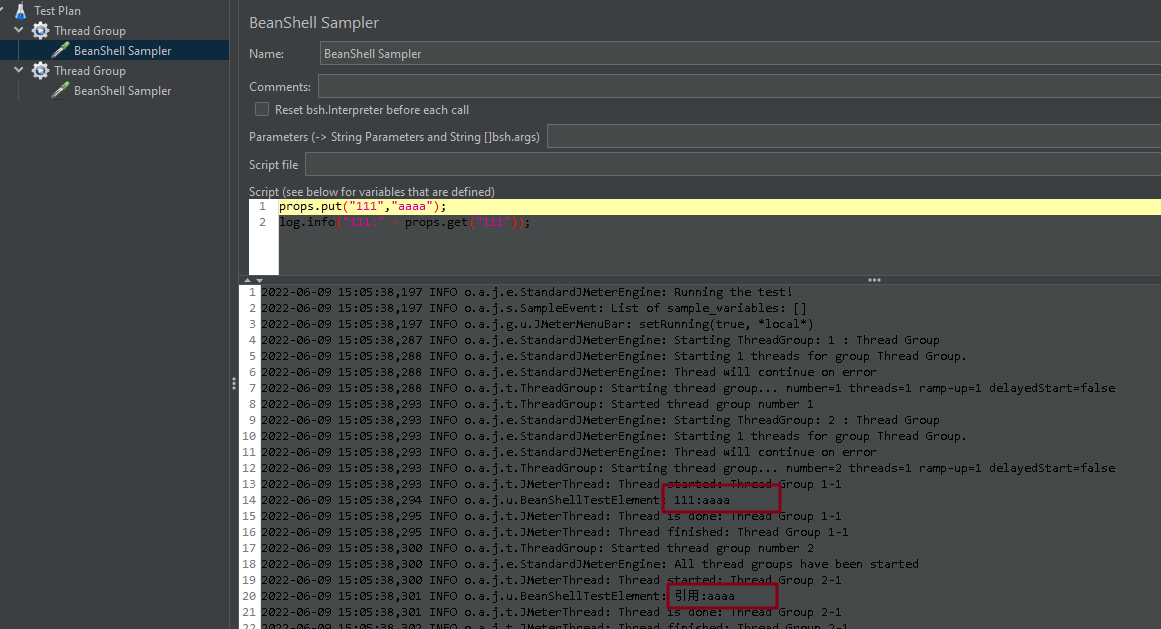 Test Plan
Thread Group
BeanShell Sampler
Thread Group
BeanShell Sampler
BeanShell Sampler
Name: BeanShell Sampler
Comments:
Reset bsh.Interpreter before each call
Parameters (-> String Parameters and String []bsh.args)
Script file
Script (see below for variables that are defined)
1 props.put("111","aaaa");
2 log.info("111:" + props.get("111"));
1 2022-06-09 15:05:38,197 INFO o.a.j.e.StandardJMeterEngine: Running the test!
2 2022-06-09 15:05:38,197 INFO o.a.j.s.SampleEvent: List of sample_variables: []
3 2022-06-09 15:05:38,197 INFO o.a.j.g.u.JMeterMenuBar: setRunning(true, *local*)
4 2022-06-09 15:05:38,287 INFO o.a.j.e.StandardJMeterEngine: Starting ThreadGroup: 1 : Thread Group
5 2022-06-09 15:05:38,288 INFO o.a.j.e.StandardJMeterEngine: Starting 1 threads for group Thread Group.
6 2022-06-09 15:05:38,288 INFO o.a.j.e.StandardJMeterEngine: Thread will continue on error
7 2022-06-09 15:05:38,288 INFO o.a.j.t.ThreadGroup: Starting thread group... number=1 threads=1 ramp-up=1 delayedStart=false
8 2022-06-09 15:05:38,293 INFO o.a.j.t.ThreadGroup: Started thread group number 1
9 2022-06-09 15:05:38,293 INFO o.a.j.e.StandardJMeterEngine: Starting ThreadGroup: 2 : Thread Group
10 2022-06-09 15:05:38,293 INFO o.a.j.e.StandardJMeterEngine: Starting 1 threads for group Thread Group.
11 2022-06-09 15:05:38,293 INFO o.a.j.e.StandardJMeterEngine: Thread will continue on error
12 2022-06-09 15:05:38,293 INFO o.a.j.t.ThreadGroup: Starting thread group... number=2 threads=1 ramp-up=1 delayedStart=false
13 2022-06-09 15:05:38,293 INFO o.a.j.t.JMeterThread: Thread started: Thread Group 1-1
14 2022-06-09 15:05:38,294 INFO o.a.j.u.BeanShellTestElement: 111:aaaa
15 2022-06-09 15:05:38,295 INFO o.a.j.t.JMeterThread: Thread is done: Thread Group 1-1
16 2022-06-09 15:05:38,295 INFO o.a.j.t.JMeterThread: Thread finished: Thread Group 1-1
17 2022-06-09 15:05:38,300 INFO o.a.j.t.ThreadGroup: Started thread group number 2
18 2022-06-09 15:05:38,300 INFO o.a.j.e.StandardJMeterEngine: All thread groups have been started
19 2022-06-09 15:05:38,300 INFO o.a.j.t.JMeterThread: Thread started: Thread Group 2-1
20 2022-06-09 15:05:38,301 INFO o.a.j.u.BeanShellTestElement: 引用:aaaa
21 2022-06-09 15:05:38,301 INFO o.a.j.t.JMeterThread: Thread is done: Thread Group 2-1
22 2022-06-09 15:05:38,302 INFO o.a.j.t.JMeterThread: Thread finished: Thread Group 2-1